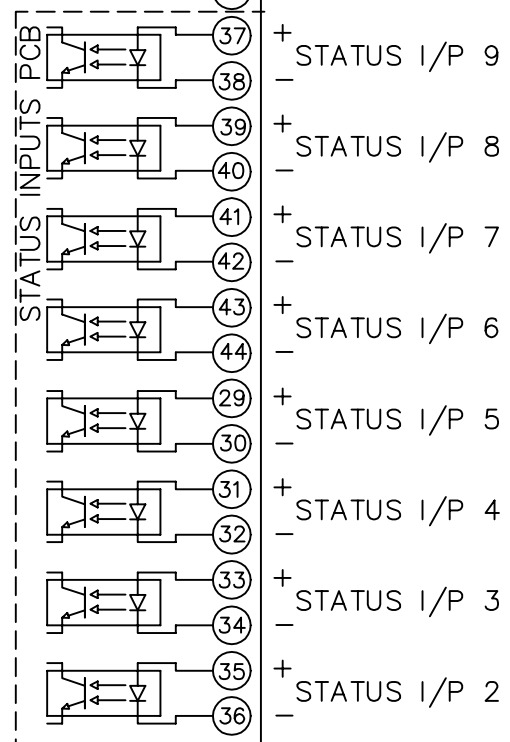 STATUS INPUTS PCB
37 + STATUS I/P 9
38 −
39 + STATUS I/P 8
40 −
41 + STATUS I/P 7
42 −
43 + STATUS I/P 6
44 −
29 + STATUS I/P 5
30 −
31 + STATUS I/P 4
32 −
33 + STATUS I/P 3
34 −
35 + STATUS I/P 2
36 −